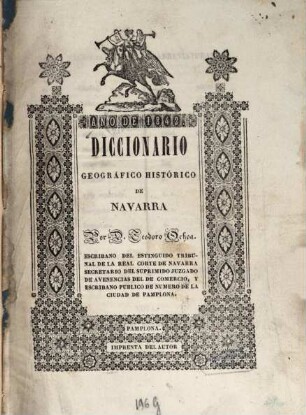 AÑO DE 1842
DICCIONARIO
GEOGRÁFICO HISTÓRICO
DE
NAVARRA
Por D. Teodoro Ochoa.
ESCRIBANO DEL ESTINGUIDO TRIBU-
NAL DE LA REAL CORTE DE NAVARRA
SECRETARIO DEL SUPRIMIDO JUZGADO
DE AVENENCIAS DEL DE COMERCIO, Y
ESCRIBANO PUBLICO DE NUMERO DE LA
CIUDAD DE PAMPLONA.
PAMPLONA.
IMPRENTA DEL AUTOR